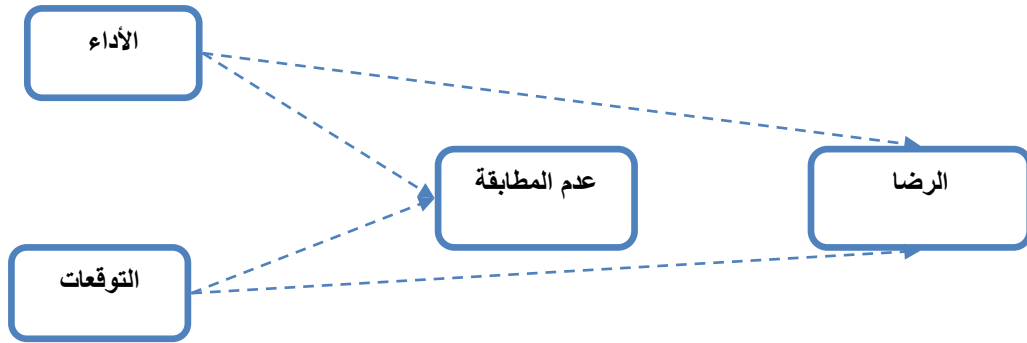 الأداء
عدم المطابقة
الرضا
التوقعات